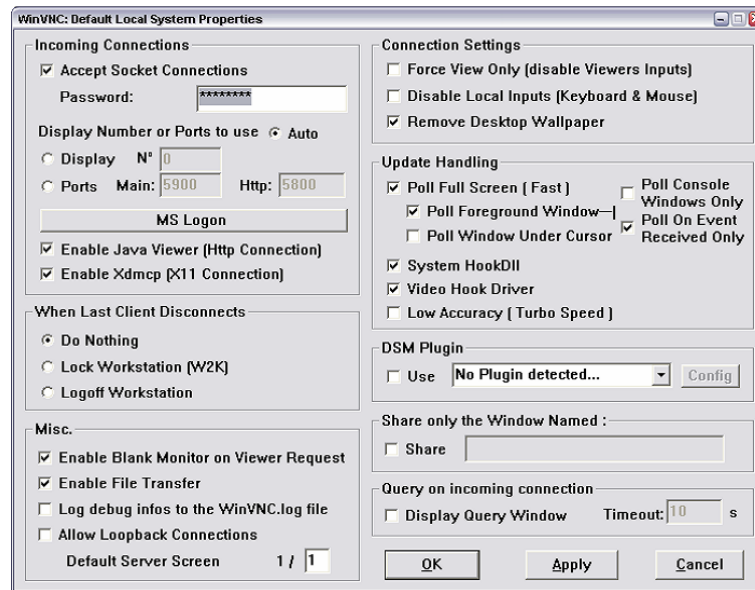 WinVNC: Default Local System Properties
Incoming Connections
Accept Socket Connections
Password: ********
Display Number or Ports to use Auto
Display N° 0
Ports Main: 5900 Http: 5800
MS Logon
Enable Java Viewer (Http Connection)
Enable Xdmcp (X11 Connection)
When Last Client Disconnects
Do Nothing
Lock Workstation (W2K)
Logoff Workstation
Misc.
Enable Blank Monitor on Viewer Request
Enable File Transfer
Log debug infos to the WinVNC.log file
Allow Loopback Connections
Default Server Screen 1 / 1
Connection Settings
Force View Only (disable Viewers Inputs)
Disable Local Inputs (Keyboard & Mouse)
Remove Desktop Wallpaper
Update Handling
Poll Full Screen ( Fast )
Poll Foreground Window
Poll Window Under Cursor
Poll Console
Windows Only
Poll On Event
Received Only
System HookDll
Video Hook Driver
Low Accuracy ( Turbo Speed )
DSM Plugin
Use No Plugin detected... Config
Share only the Window Named :
Share
Query on incoming connection
Display Query Window Timeout: 10 s
OK Apply Cancel